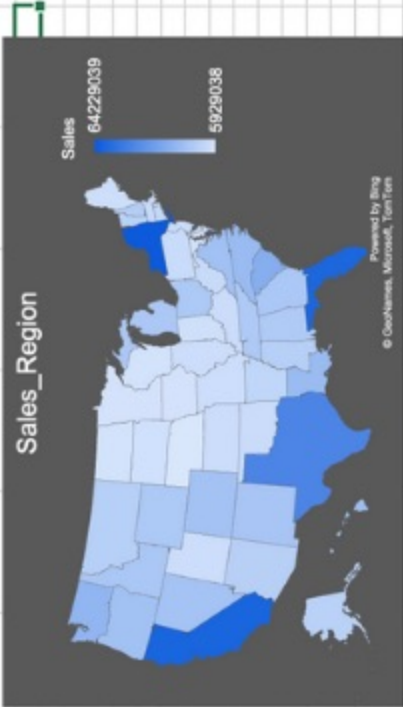 Sales_Region
Sales
64229039
5929038
Powered by Bing
© GeoNames, Microsoft, TomTom